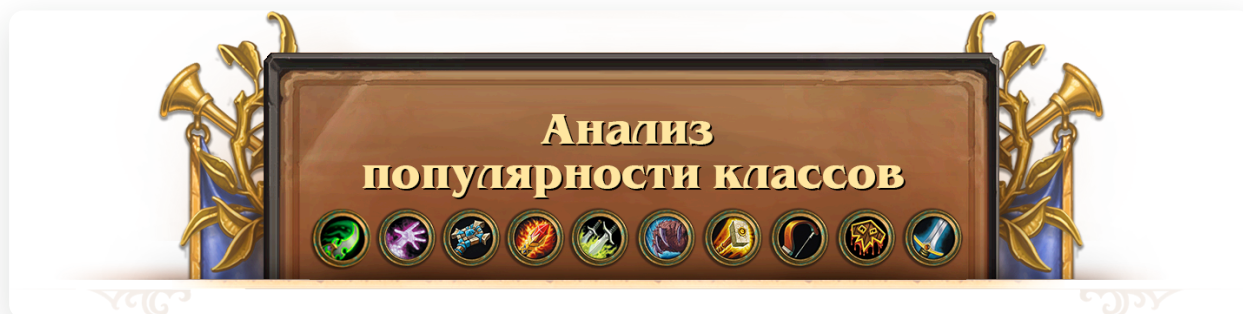 Анализ
популярности классов